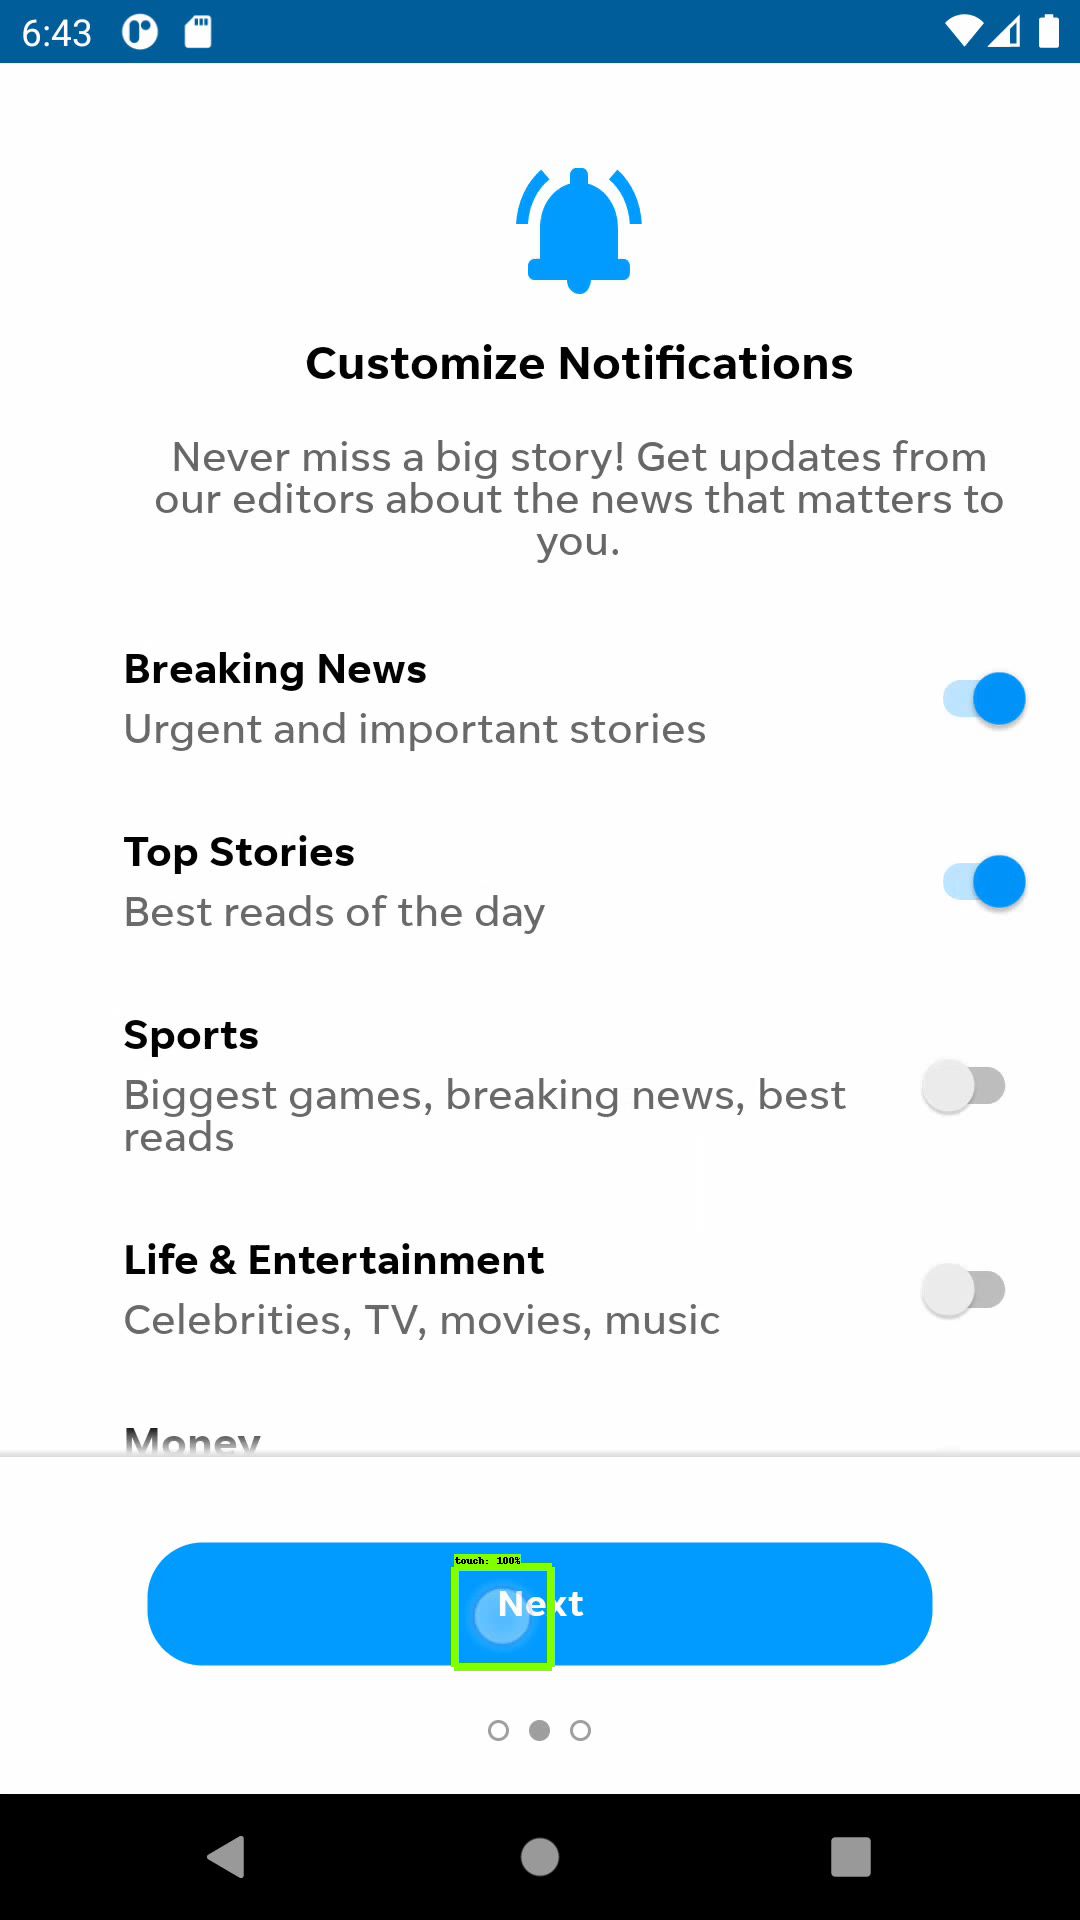 6:43
Customize Notifications
Never miss a big story! Get updates from
our editors about the news that matters to
you.
Breaking News
Urgent and important stories
Top Stories
Best reads of the day
Sports
Biggest games, breaking news, best
reads
Life & Entertainment
Celebrities, TV, movies, music
Money
touch: 100%
Next